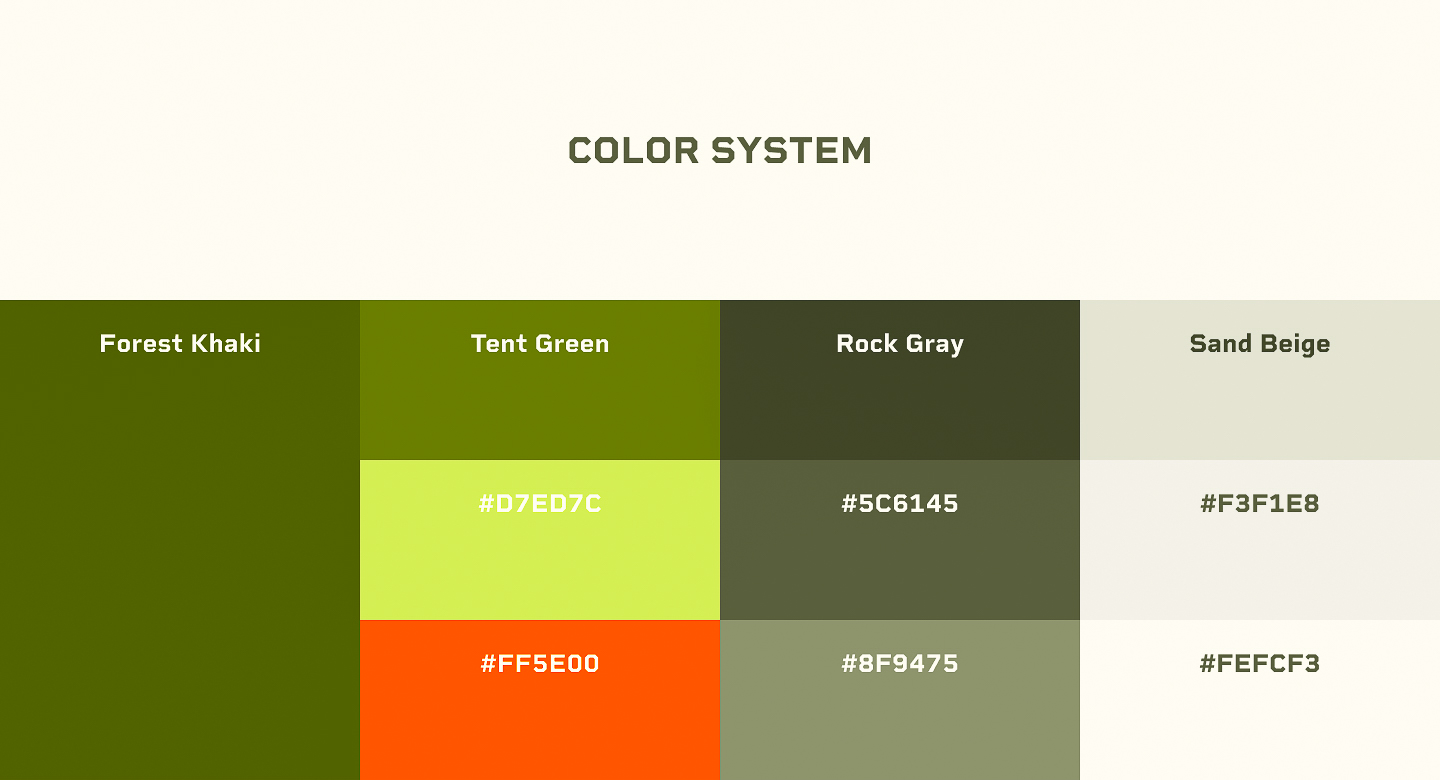 COLOR SYSTEM
Forest Khaki
Tent Green
Rock Gray
Sand Beige
#D7ED7C
#5C6145
#F3F1E8
#FF5E00
#8F9475
#FEFCF3